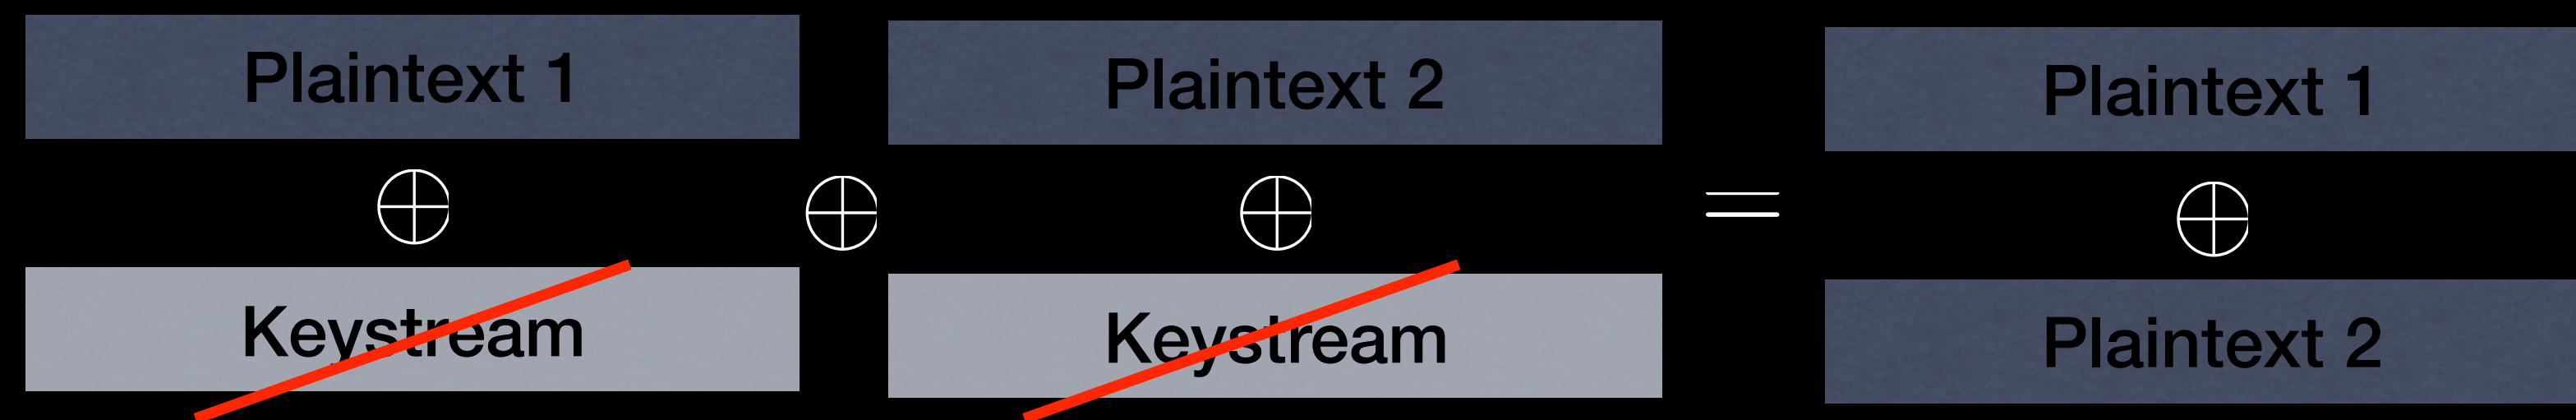 Plaintext 1
⊕
Keystream
⊕
Plaintext 2
⊕
Keystream
=
Plaintext 1
⊕
Plaintext 2